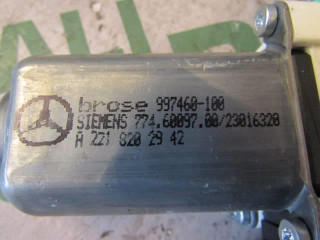 brose 997460-100
SIEMENS 774.60097.00/23016320
A 221 820 29 42